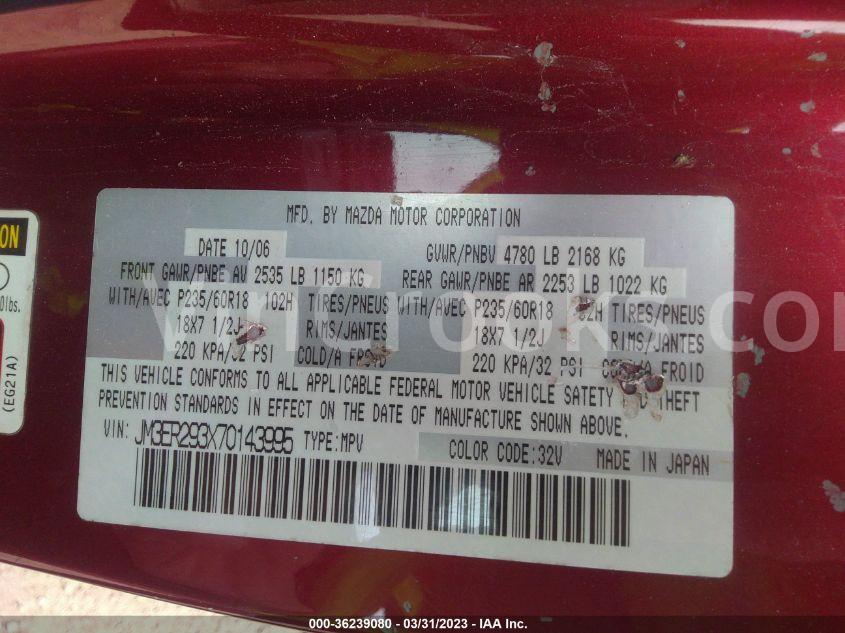 MFD. BY MAZDA MOTOR CORPORATION
DATE 10/06 GVWR/PNBV 4780 LB 2168 KG
FRONT GAWR/PNBE AV 2535 LB 1150 KG REAR GAWR/PNBE AR 2253 LB 1022 KG
WITH/AVEC P235/60R18 102H TIRES/PNEUS WITH/AVEC P235/60R18 TIRES/PNEUS
18X7 1/2J RIMS/JANTES 18X7 1/2J RIMS/JANTES
220 KPA/ PSI COLD/A FROID 220 KPA/32 PSI FROID
THIS VEHICLE CONFORMS TO ALL APPLICABLE FEDERAL MOTOR VEHICLE SAFETY THEFT
PREVENTION STANDARDS IN EFFECT ON THE DATE OF MANUFACTURE SHOWN ABOVE.
VIN: JM3ER293X70143995 TYPE:MPV COLOR CODE:32V MADE IN JAPAN
ON
0lbs.
(EG21A)
VinCrooks.com
000-36239080 - 03/31/2023 - IAA Inc.